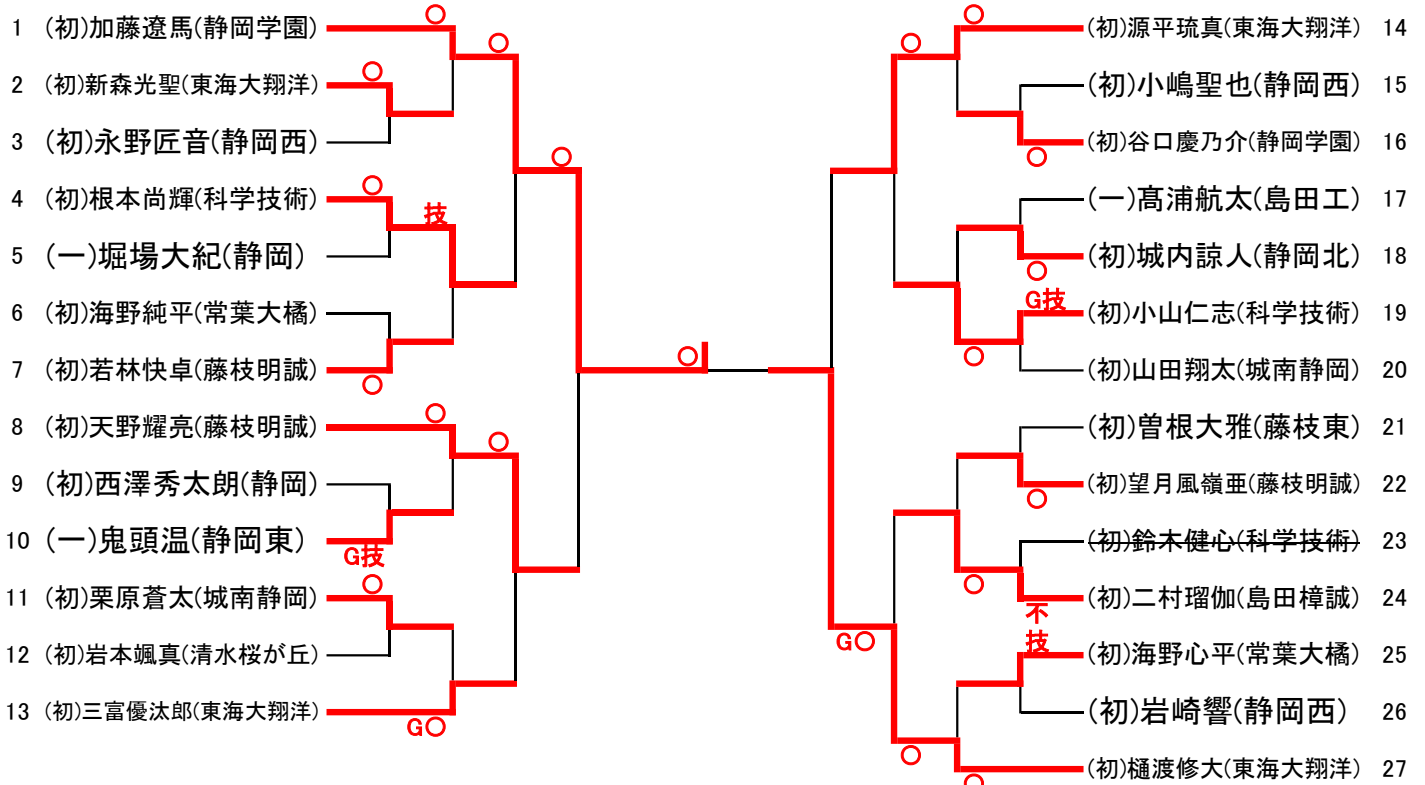 1 (初)加藤遼馬(静岡学園)
2 (初)新森光聖(東海大翔洋)
3 (初)永野匠音(静岡西)
4 (初)根本尚輝(科学技術)
技
5 (一)堀場大紀(静岡)
6 (初)海野純平(常葉大橘)
7 (初)若林快卓(藤枝明誠)
8 (初)天野耀亮(藤枝明誠)
9 (初)西澤秀太朗(静岡)
10 (一)鬼頭温(静岡東)
G技
11 (初)栗原蒼太(城南静岡)
12 (初)岩本颯真(清水桜が丘)
13 (初)三富優汰郎(東海大翔洋)
G○
(初)源平琉真(東海大翔洋) 14
(初)小嶋聖也(静岡西) 15
(初)谷口慶乃介(静岡学園) 16
(一)髙浦航太(島田工) 17
(初)城内諒人(静岡北) 18
G技
(初)小山仁志(科学技術) 19
(初)山田翔太(城南静岡) 20
(初)曽根大雅(藤枝東) 21
(初)望月風嶺亜(藤枝明誠) 22
(初)鈴木健心(科学技術) 23
(初)二村瑠伽(島田樟誠) 24
不
技
(初)海野心平(常葉大橘) 25
G○
(初)岩崎響(静岡西) 26
(初)樋渡修大(東海大翔洋) 27